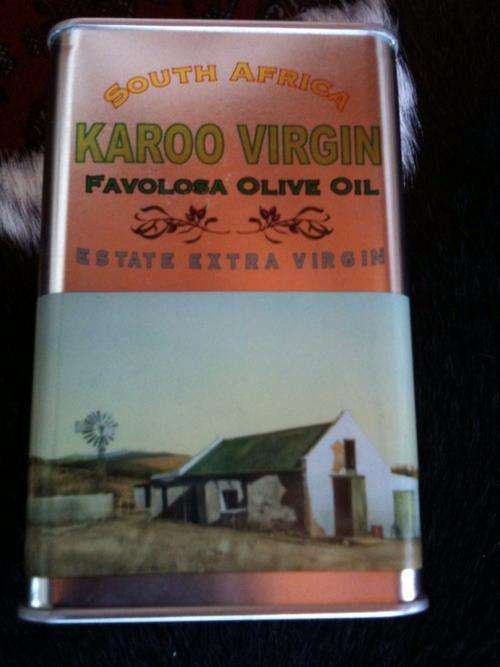 SOUTH AFRICA
KAROO VIRGIN
FAVOLOSA OLIVE OIL
ESTATE EXTRA VIRGIN